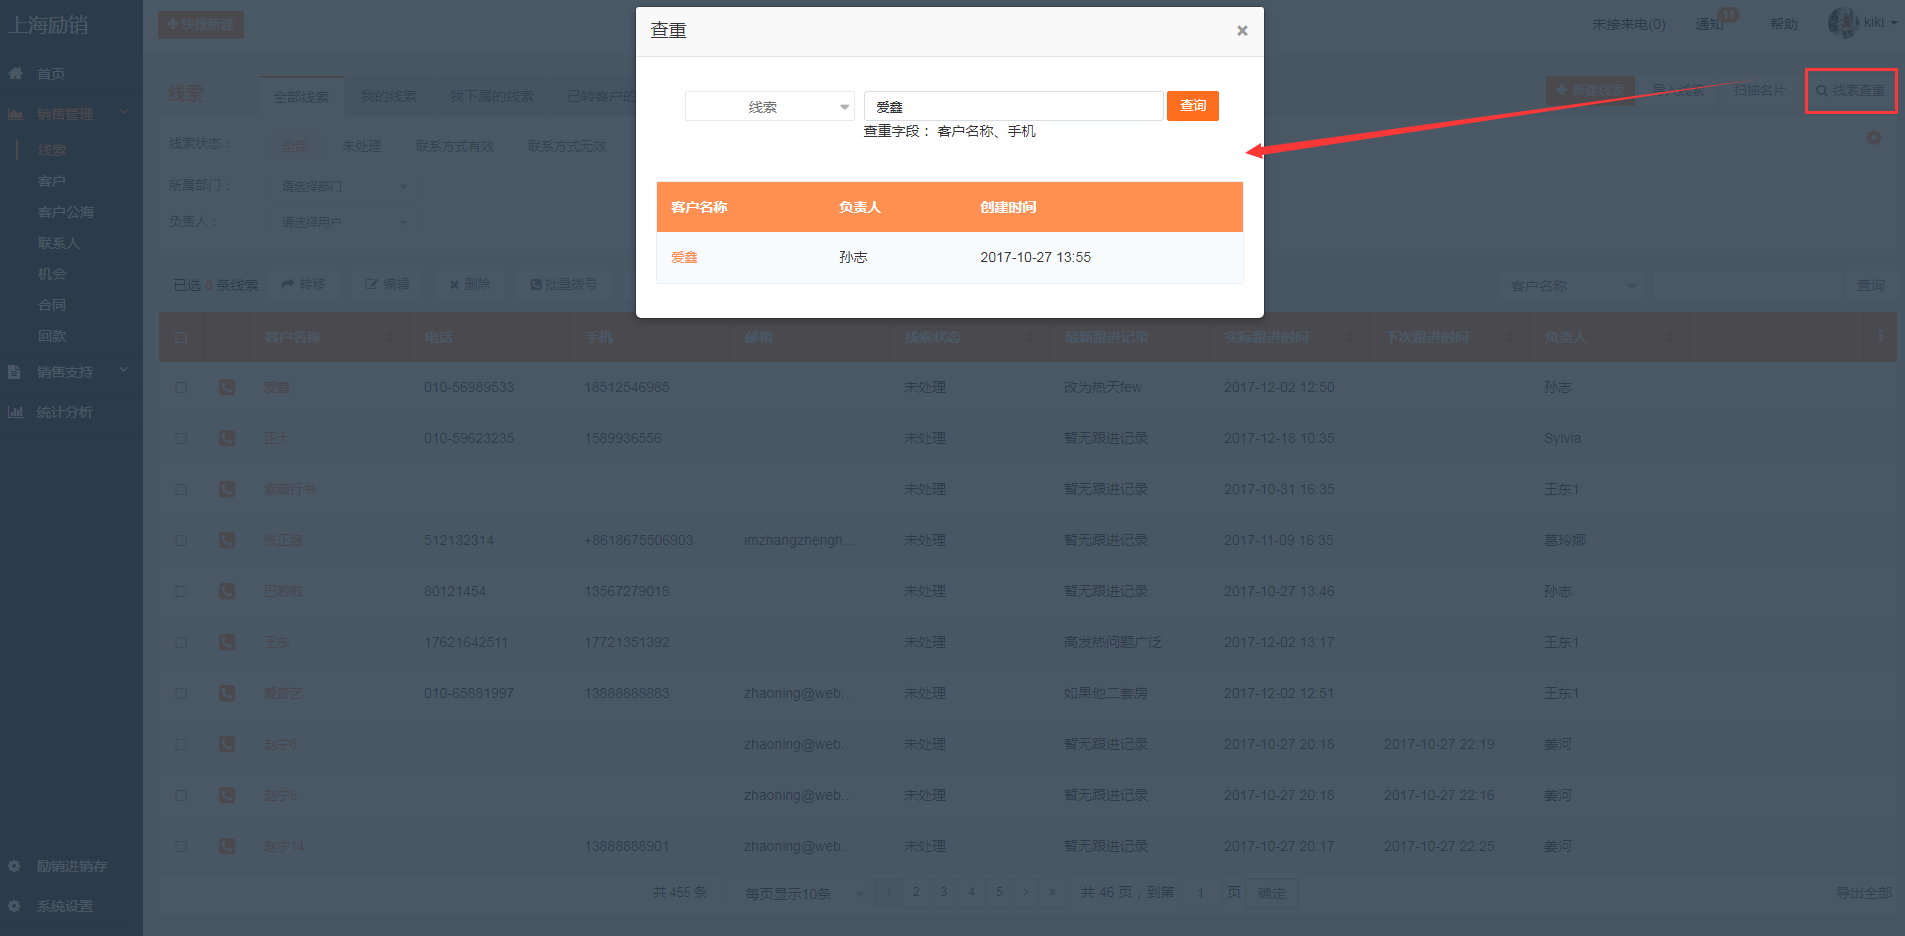 上海励销
快捷新建
未接来电(0)
通知
11
帮助
kiki
首页
销售管理
线索
客户
客户公海
联系人
机会
合同
回款
销售支持
统计分析
励销进销存
系统设置
查重
×
线索
爱鑫
查询
查重字段： 客户名称、手机
客户名称 负责人 创建时间
爱鑫 孙志 2017-10-27 13:55
线索
全部线索 我的线索 我下属的线索 已转客户的
新建线索 导入线索 扫描名片 线索查重
线索状态： 全部 未处理 联系方式有效 联系方式无效
所属部门： 请选择部门
负责人： 请选择用户
已选 0 条线索 转移 编辑 删除 批量拨号
客户名称 查询
客户名称 电话 手机 邮箱 线索状态 最新跟进记录 实际跟进时间 下次跟进时间 负责人
爱鑫 010-56989533 18512546985 未处理 改为热天few 2017-12-02 12:50 孙志
正大 010-59623235 1589936556 未处理 暂无跟进记录 2017-12-18 10:35 Sylvia
紫薇行书 未处理 暂无跟进记录 2017-10-31 16:35 王东1
张正 512132314 +8618675506903 imzhangzhengh... 未处理 暂无跟进记录 2017-11-09 16:35 葛玲娜
巴啦啦 80121454 13567279018 未处理 暂无跟进记录 2017-10-27 13:46 孙志
王东 17621642511 17721351392 未处理 高发热问题广泛 2017-12-02 13:17 王东1
爱奇艺 010-65881997 13888888883 zhaoning@web... 未处理 如果他二套房 2017-12-02 12:51 王东1
赵宁8 zhaoning@web... 未处理 暂无跟进记录 2017-10-27 20:18 2017-10-27 22:19 姜河
赵宁5 zhaoning@web... 未处理 暂无跟进记录 2017-10-27 20:18 2017-10-27 22:16 姜河
赵宁14 13888888901 zhaoning@web... 未处理 暂无跟进记录 2017-10-27 20:17 2017-10-27 22:25 姜河
共 455 条 每页显示10条 1 2 3 4 5 › » 共 46 页，到第 1 页 确定
导出全部